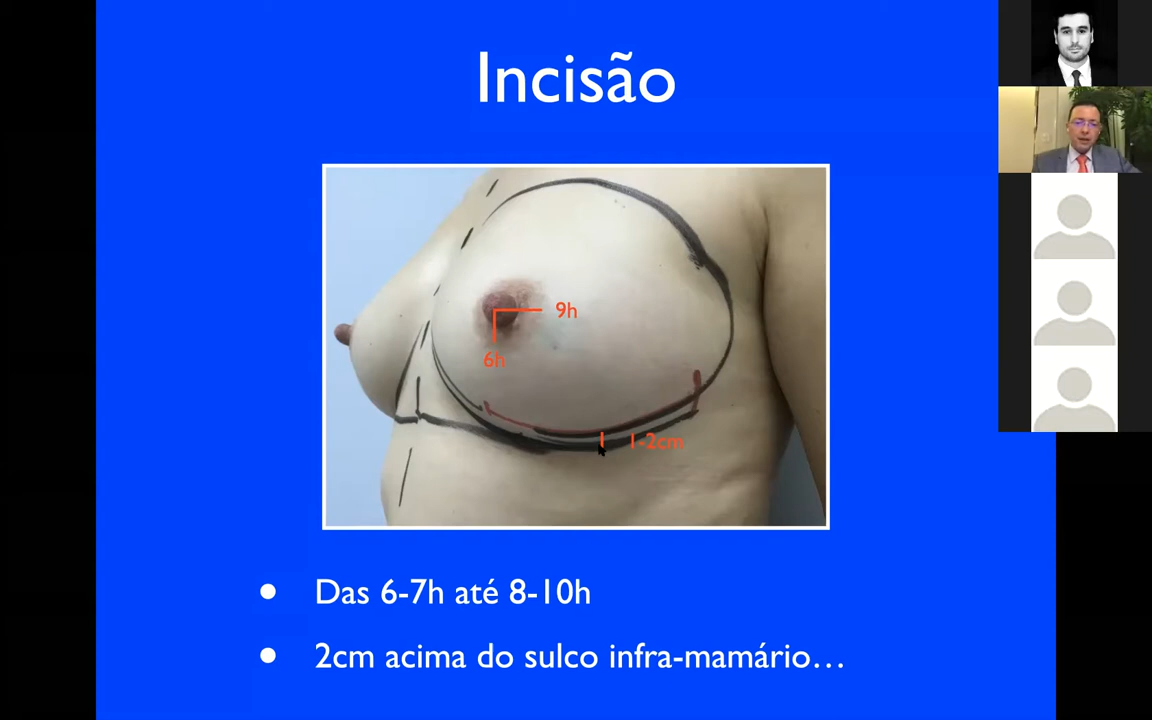 Incisão
9h
6h
1-2cm
Das 6-7h até 8-10h
2cm acima do sulco infra-mamário…